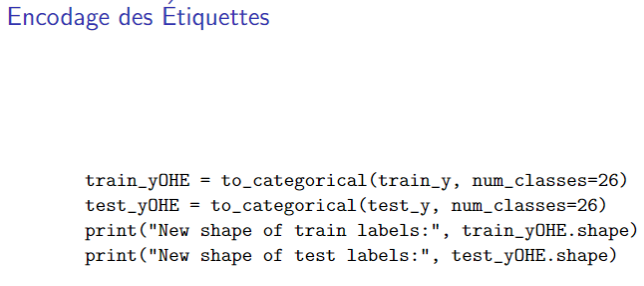 Encodage des Étiquettes
train_yOHE = to_categorical(train_y, num_classes=26)
test_yOHE = to_categorical(test_y, num_classes=26)
print("New shape of train labels:", train_yOHE.shape)
print("New shape of test labels:", test_yOHE.shape)